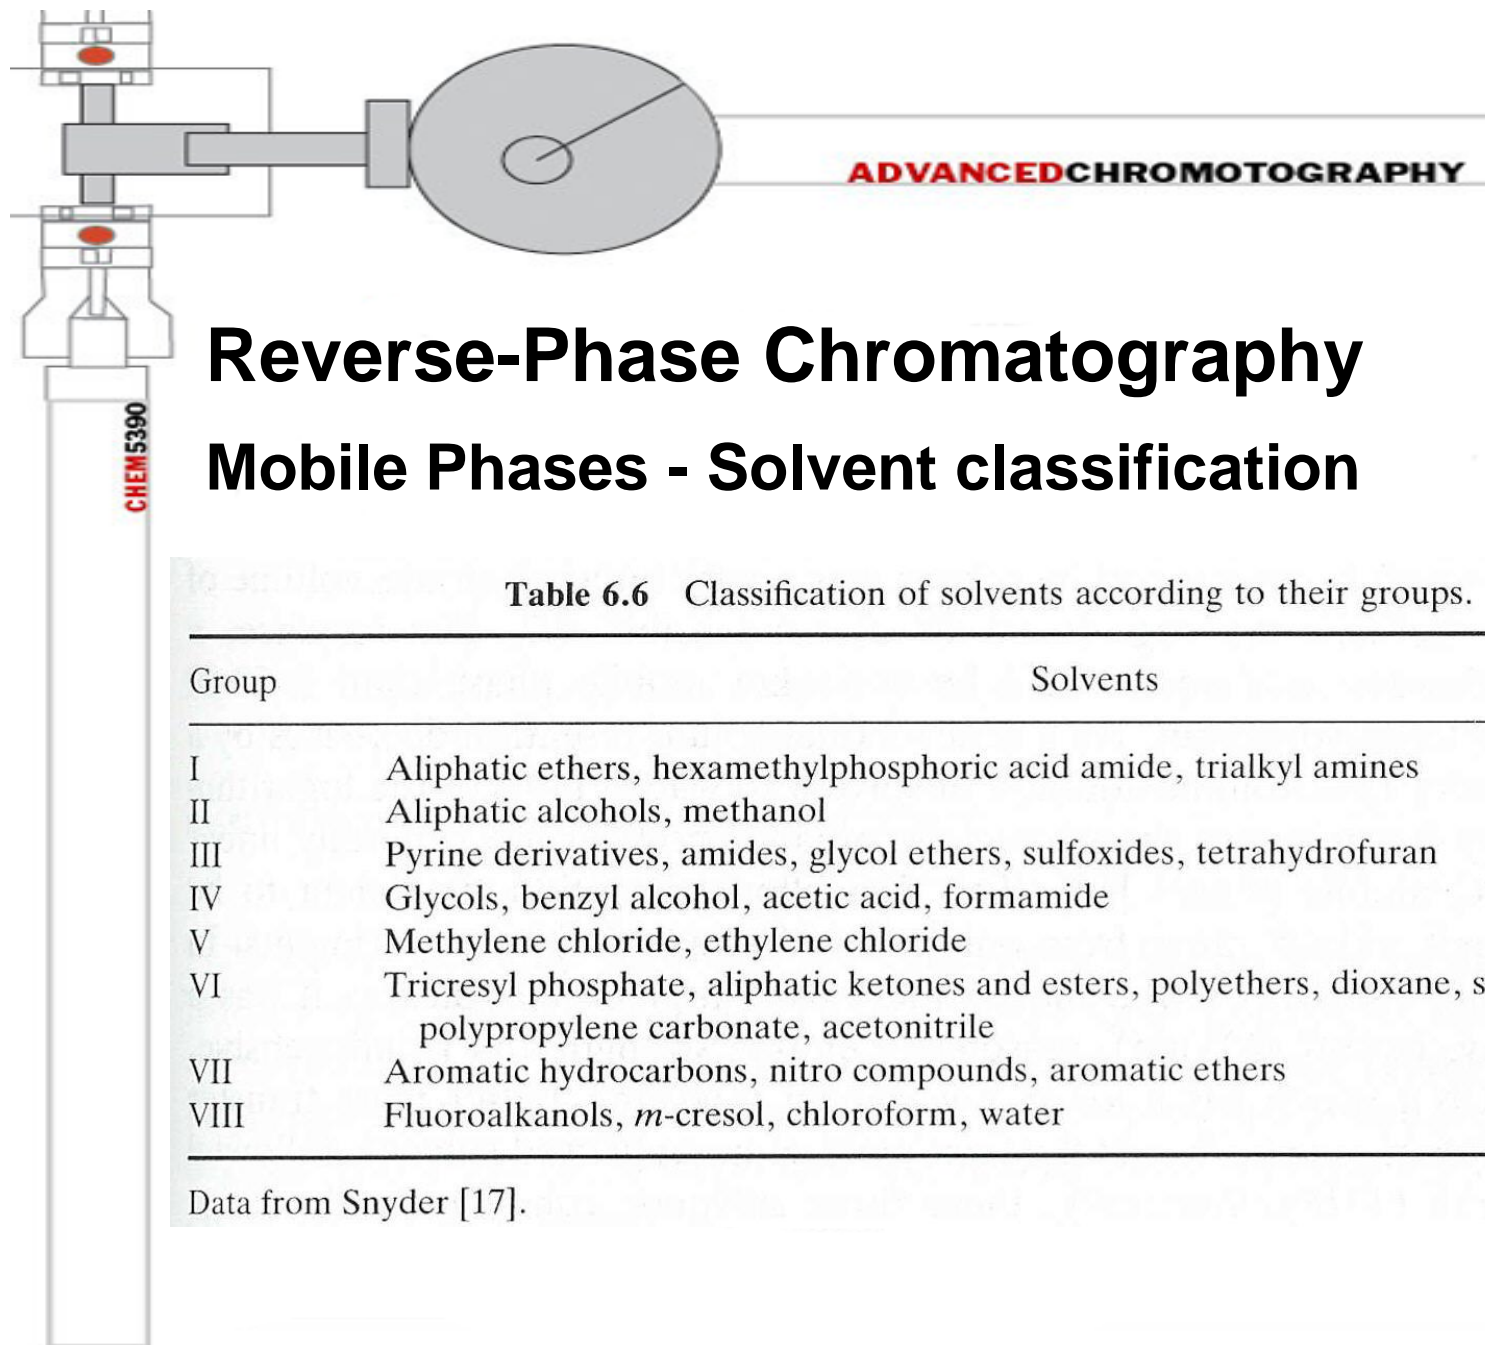 ADVANCEDCHROMOTOGRAPHY
Reverse-Phase Chromatography
CHEM5390
Mobile Phases - Solvent classification
Table 6.6 Classification of solvents according to their groups.
Group Solvents
I Aliphatic ethers, hexamethylphosphoric acid amide, trialkyl amines
II Aliphatic alcohols, methanol
III Pyrine derivatives, amides, glycol ethers, sulfoxides, tetrahydrofuran
IV Glycols, benzyl alcohol, acetic acid, formamide
V Methylene chloride, ethylene chloride
VI Tricresyl phosphate, aliphatic ketones and esters, polyethers, dioxane,
polypropylene carbonate, acetonitrile
VII Aromatic hydrocarbons, nitro compounds, aromatic ethers
VIII Fluoroalkanols, m-cresol, chloroform, water
Data from Snyder [17].